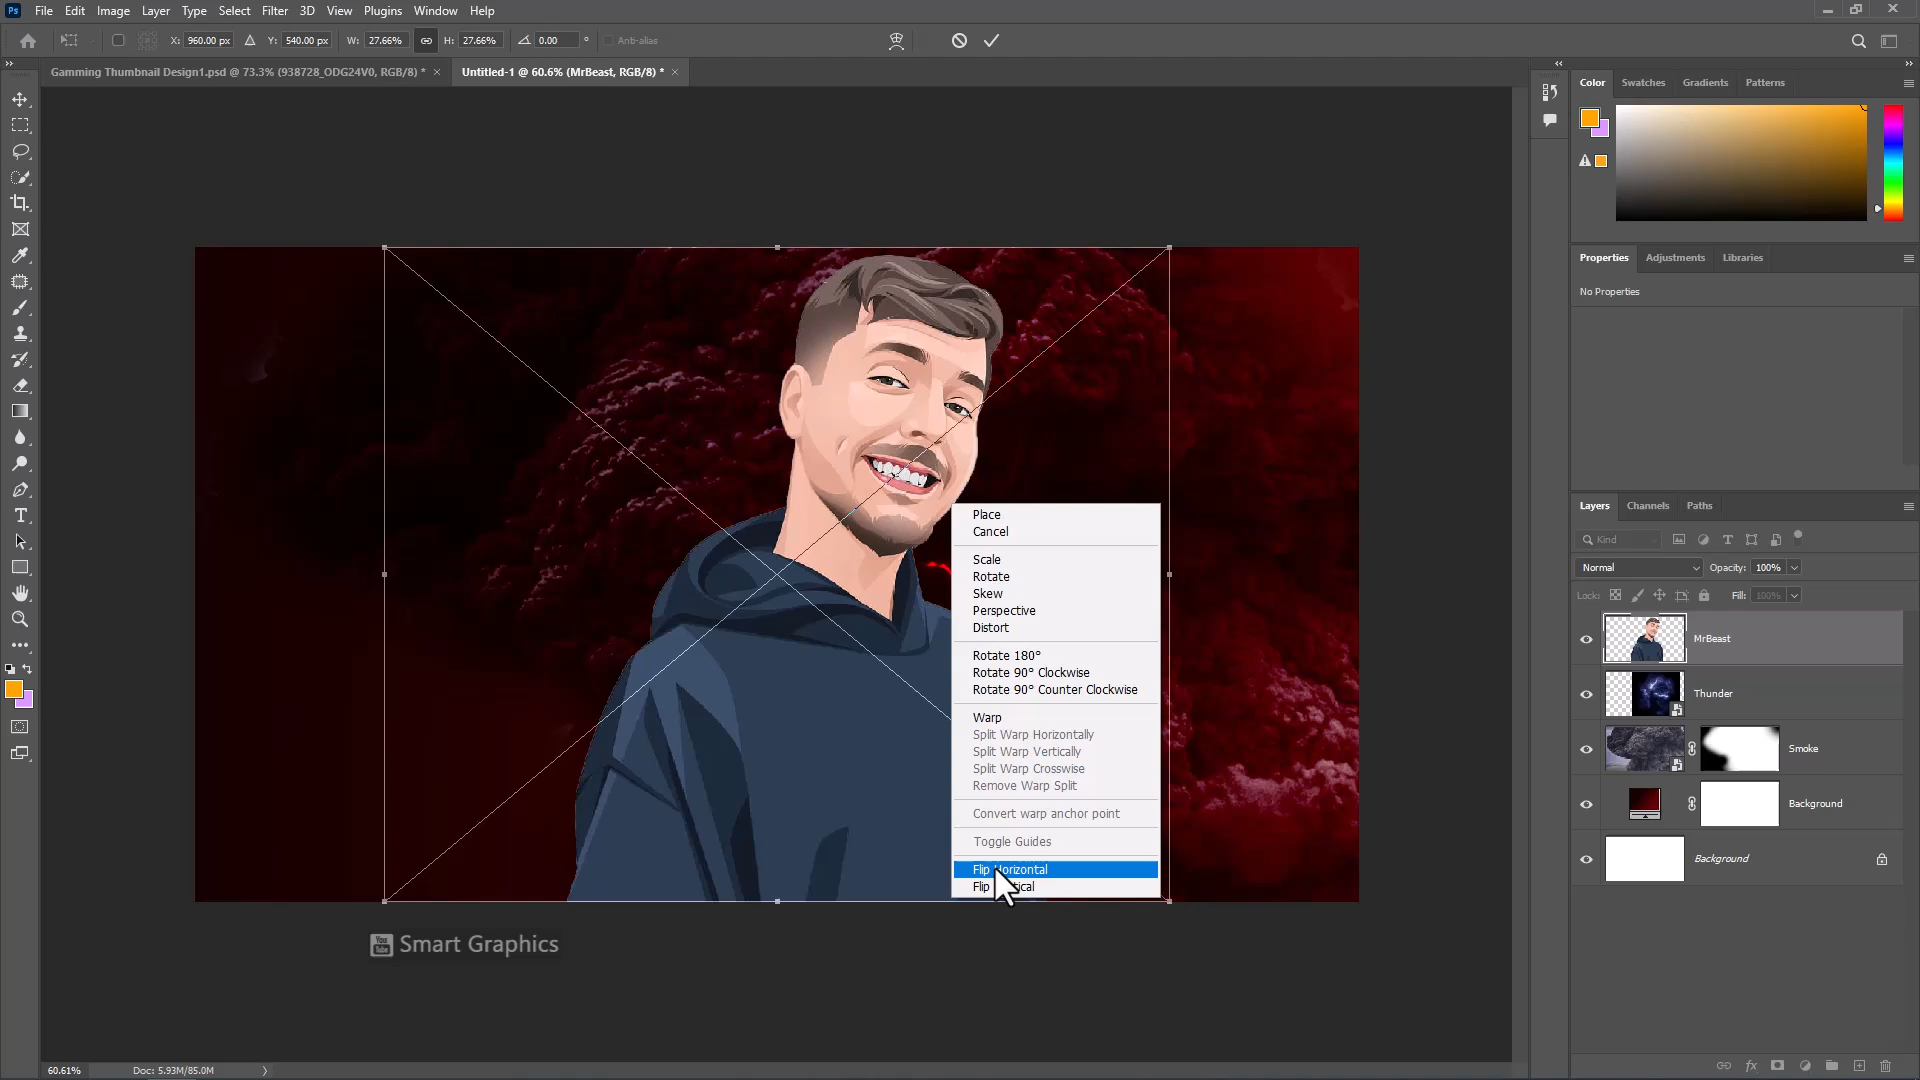 Ps File Edit Image Layer Type Select Filter 3D View Plugins Window Help
X: 960.00 px Y: 540.00 px W: 27.66% H: 27.66% 0.00 ° Anti-alias
Gamming Thumbnail Design1.psd @ 73.3% (938728_ODG24V0, RGB/8) * × Untitled-1 @ 60.6% (MrBeast, RGB/8) * ×
Color Swatches Gradients Patterns
Properties Adjustments Libraries
No Properties
Place
Cancel
Scale
Rotate
Skew
Perspective
Distort
Rotate 180°
Rotate 90° Clockwise
Rotate 90° Counter Clockwise
Warp
Split Warp Horizontally
Split Warp Vertically
Split Warp Crosswise
Remove Warp Split
Convert warp anchor point
Toggle Guides
Flip Horizontal
Flip
Layers Channels Paths
Kind
Normal Opacity: 100%
Lock: Fill: 100%
MrBeast
Thunder
Smoke
Background
Background
You Tube Smart Graphics
60.61% Doc: 5.93M/85.0M